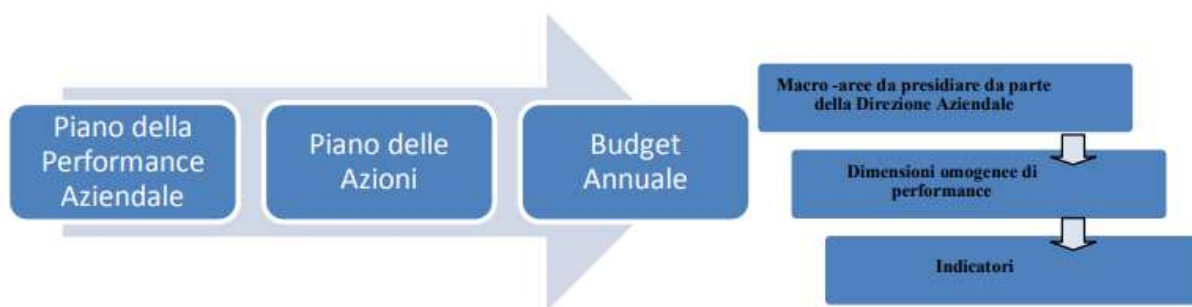 Piano della
Performance
Aziendale
Piano delle
Azioni
Budget
Annuale
Macro -aree da presidiare da parte
della Direzione Aziendale
Dimensioni omogenee di
performance
Indicatori